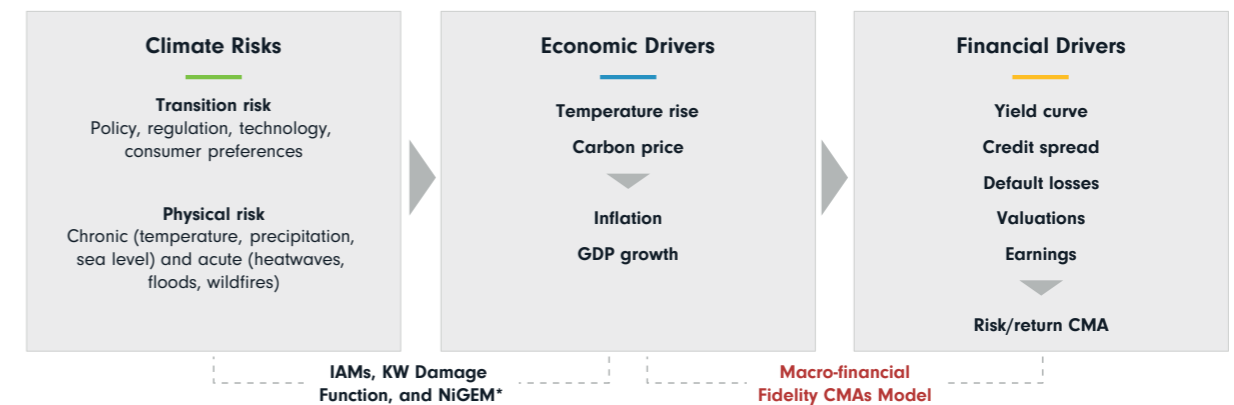 Climate Risks
Transition risk
Policy, regulation, technology,
consumer preferences
Physical risk
Chronic (temperature, precipitation,
sea level) and acute (heatwaves,
floods, wildfires)
Economic Drivers
Temperature rise
Carbon price
Inflation
GDP growth
Financial Drivers
Yield curve
Credit spread
Default losses
Valuations
Earnings
Risk/return CMA
IAMs, KW Damage
Function, and NiGEM*
Macro-financial
Fidelity CMAs Model